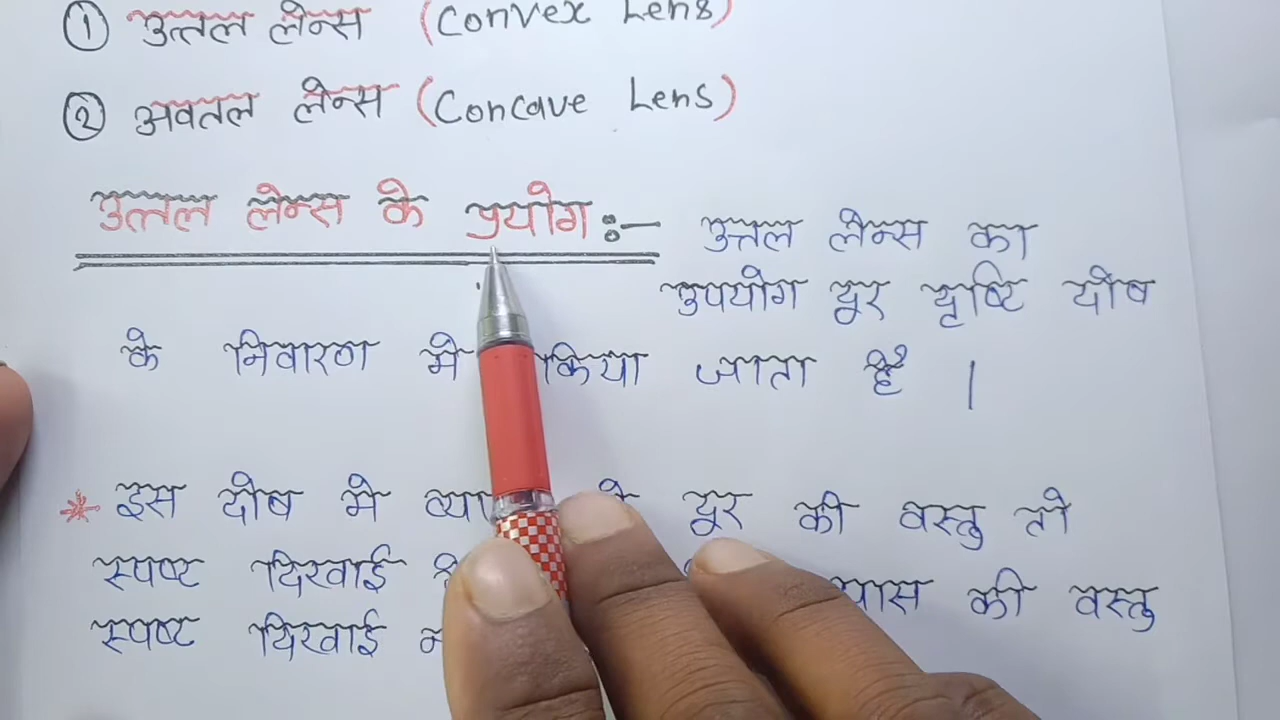 ① उत्तल लेन्स (Convex Lens)
② अवतल लेन्स (Concave Lens)
उत्तल लेन्स के प्रयोग :- उत्तल लेन्स का
उपयोग दूर दृष्टि दोष
के निवारण मे किया जाता है ।
* इस दोष मे दूर की वस्तु तो
स्पष्ट दिखाई की वस्तु
स्पष्ट दिखाई